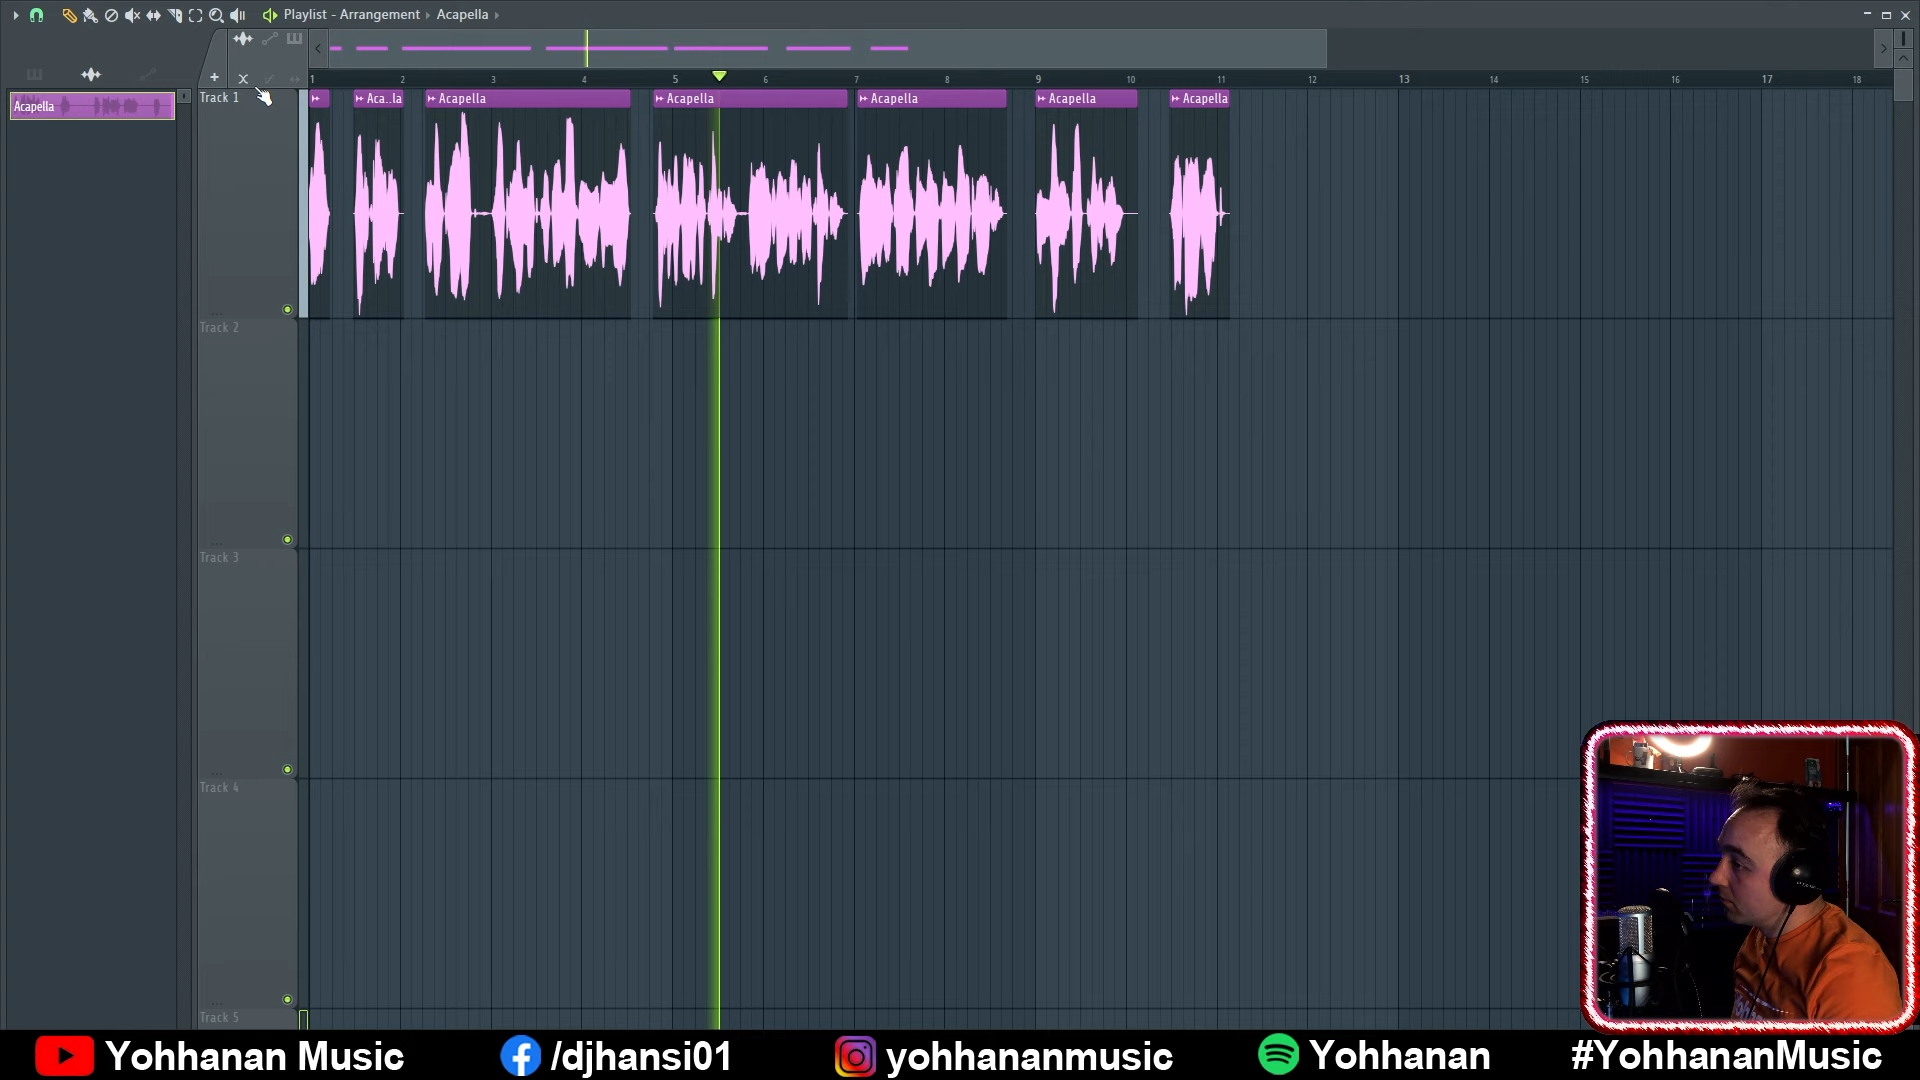 Playlist - Arrangement › Acapella ›
1 2 3 4 5 6 7 8 9 10 11 12 13 14 15 16 17 18
Acapella
Track 1
Aca..la
Acapella
Acapella
Acapella
Acapella
Acapella
Track 2
Track 3
Track 4
Track 5
Yohhanan Music
/djhansi01
yohhananmusic
Yohhanan
#YohhananMusic